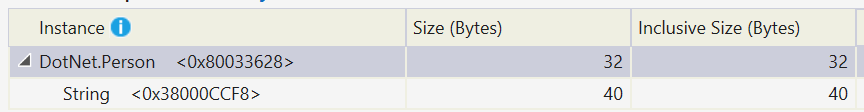 Instance Size (Bytes) Inclusive Size (Bytes)
DotNet.Person <0x80033628> 32 32
String <0x38000CCF8> 40 40